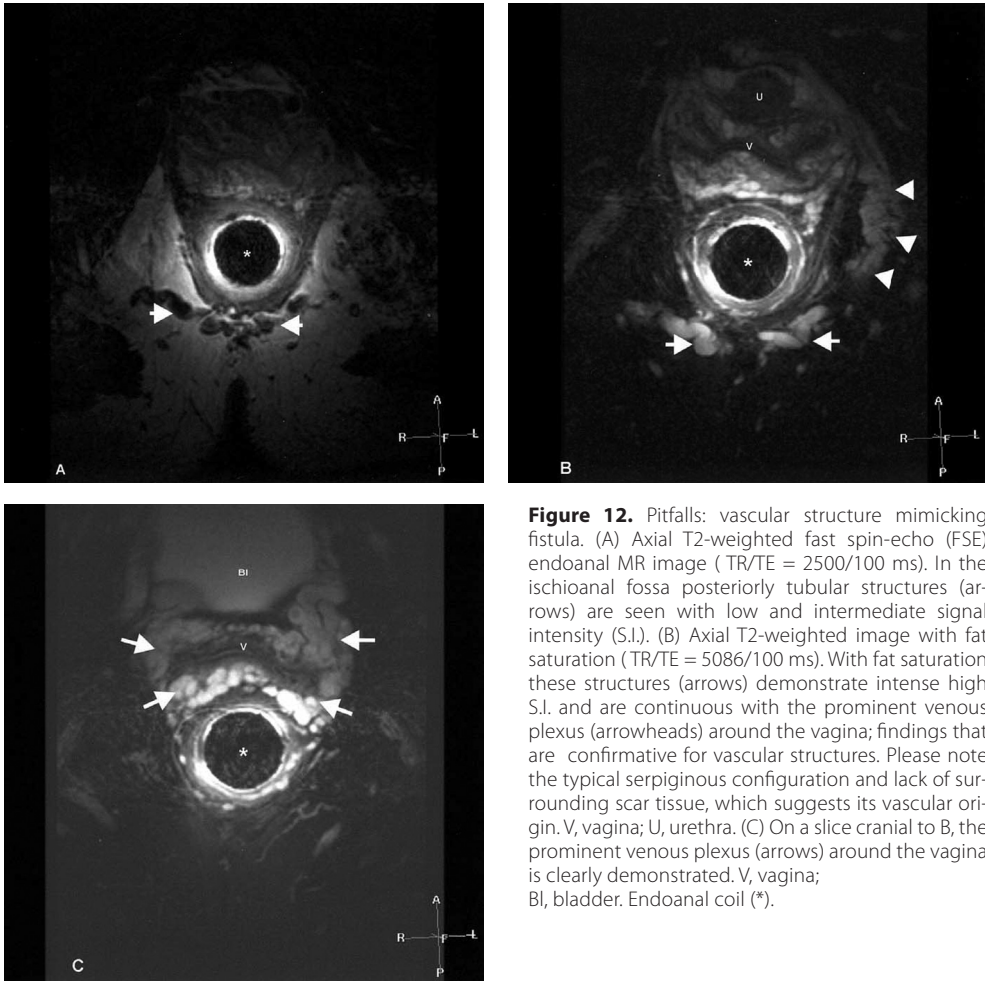 *
A
R F L
P
A
U
V
*
A
R F L
P
B
Bl
V
*
A
R F L
P
C
Figure 12. Pitfalls: vascular structure mimicking
fistula. (A) Axial T2-weighted fast spin-echo (FSE)
endoanal MR image ( TR/TE = 2500/100 ms). In the
ischioanal fossa posteriorly tubular structures (ar-
rows) are seen with low and intermediate signal
intensity (S.I.). (B) Axial T2-weighted image with fat
saturation ( TR/TE = 5086/100 ms). With fat saturation
these structures (arrows) demonstrate intense high
S.I. and are continuous with the prominent venous
plexus (arrowheads) around the vagina; findings that
are confirmative for vascular structures. Please note
the typical serpiginous configuration and lack of sur-
rounding scar tissue, which suggests its vascular ori-
gin. V, vagina; U, urethra. (C) On a slice cranial to B, the
prominent venous plexus (arrows) around the vagina
is clearly demonstrated. V, vagina;
Bl, bladder. Endoanal coil (*).